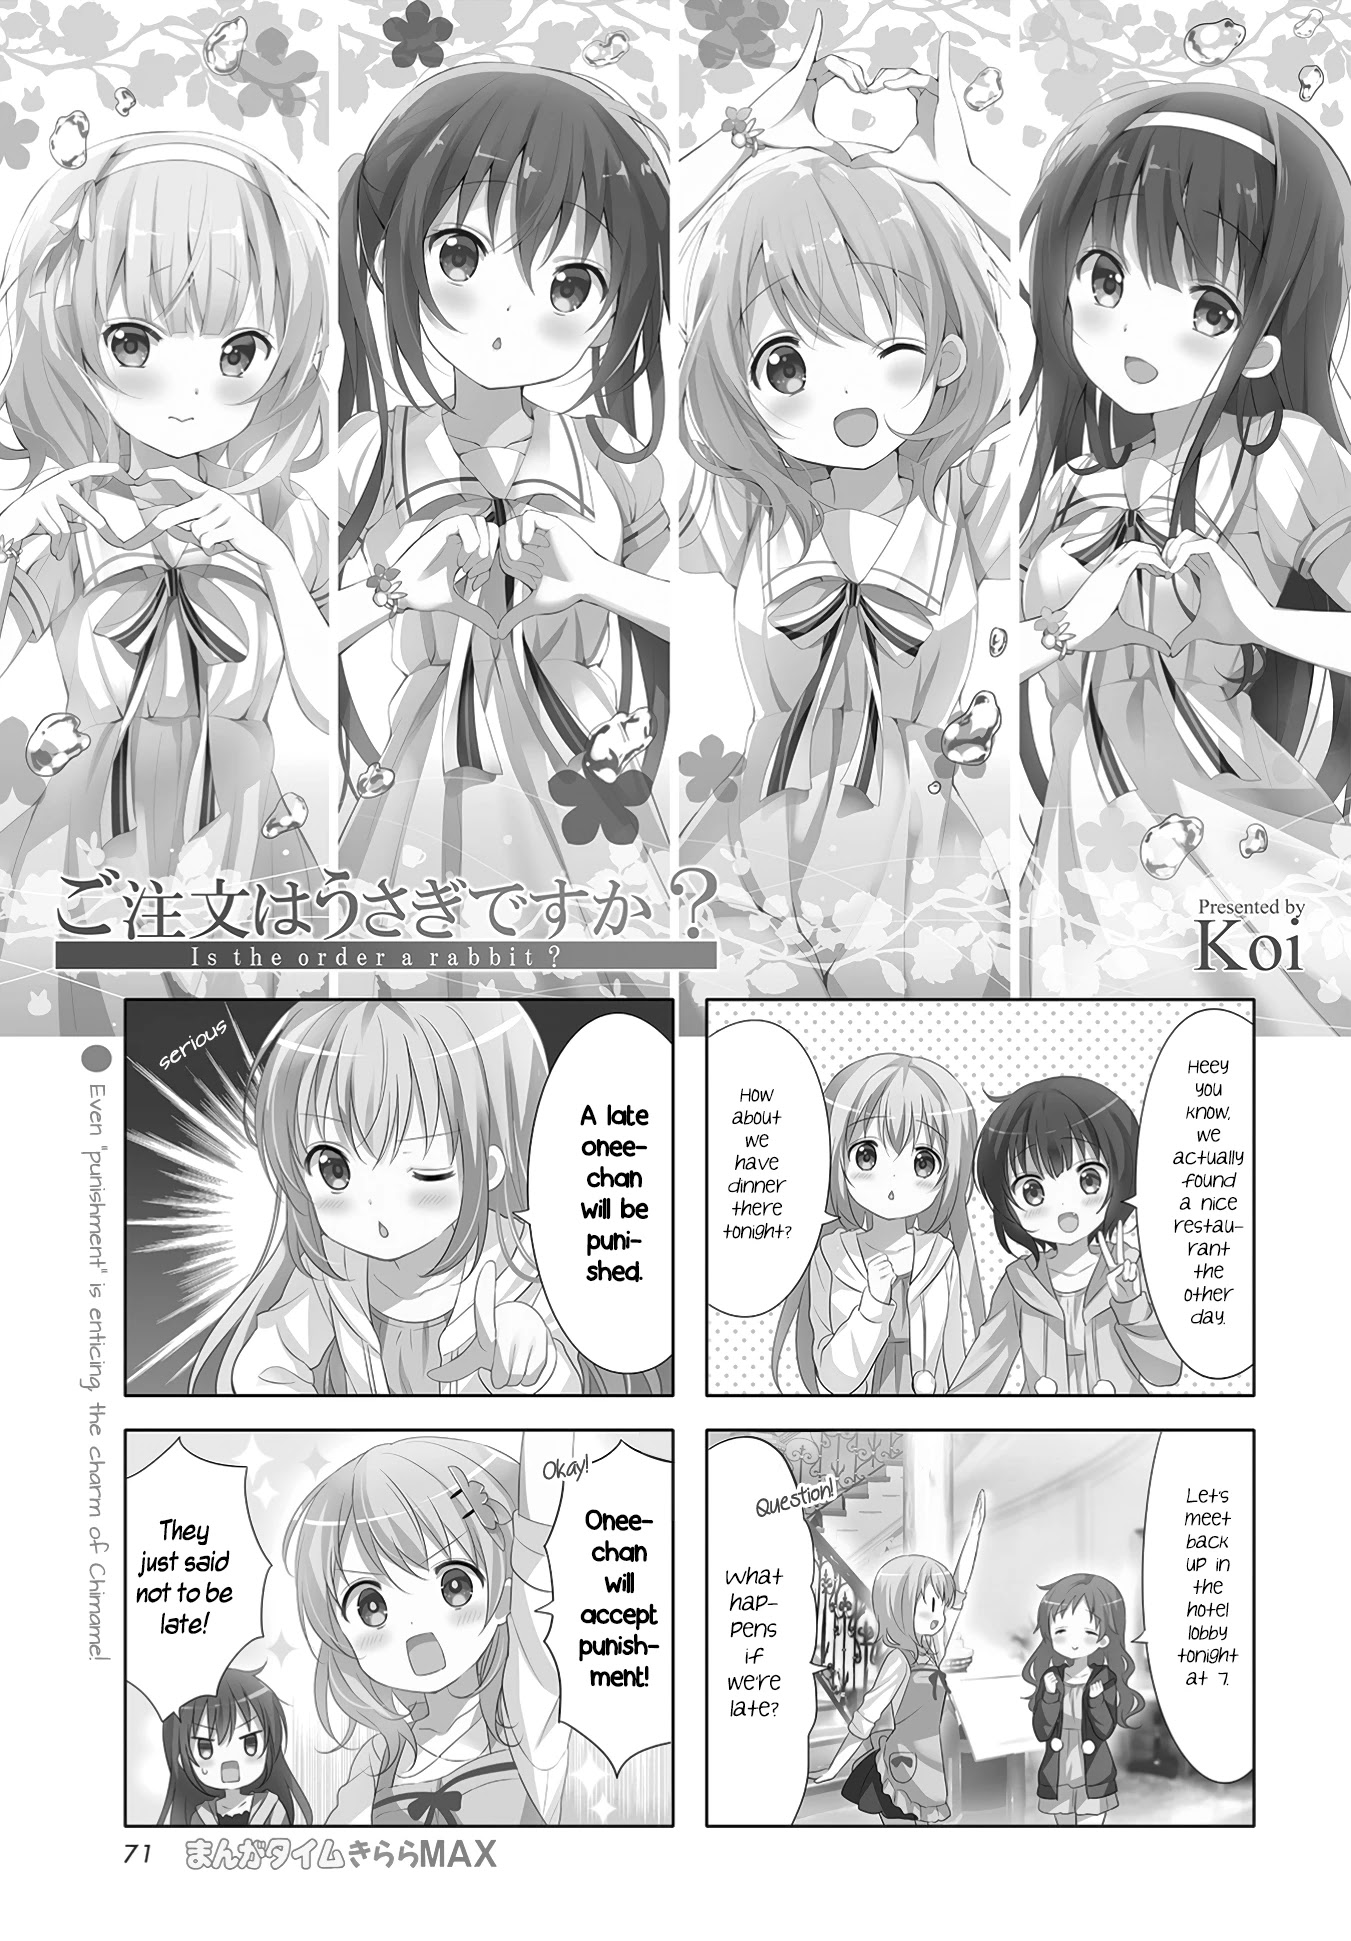 ご注文はうさぎですか?
Is the order a rabbit?
Presented by
Koi
Heey
you
know,
we
actually
found
a nice
restau-
rant
the
other
day.
How
about
we
have
dinner
there
tonight?
Let's
meet
back
up in
the
hotel
lobby
tonight
at 7.
Question!
What
hap-
pens
if
we're
late?
serious
A late
onee-
chan
will be
puni-
shed.
Okay!
Onee-
chan
will
accept
punish-
ment!
They
just said
not to be
late!
● Even "punishment" is enticing, the charm of Chimame!
71
まんがタイムきららMAX